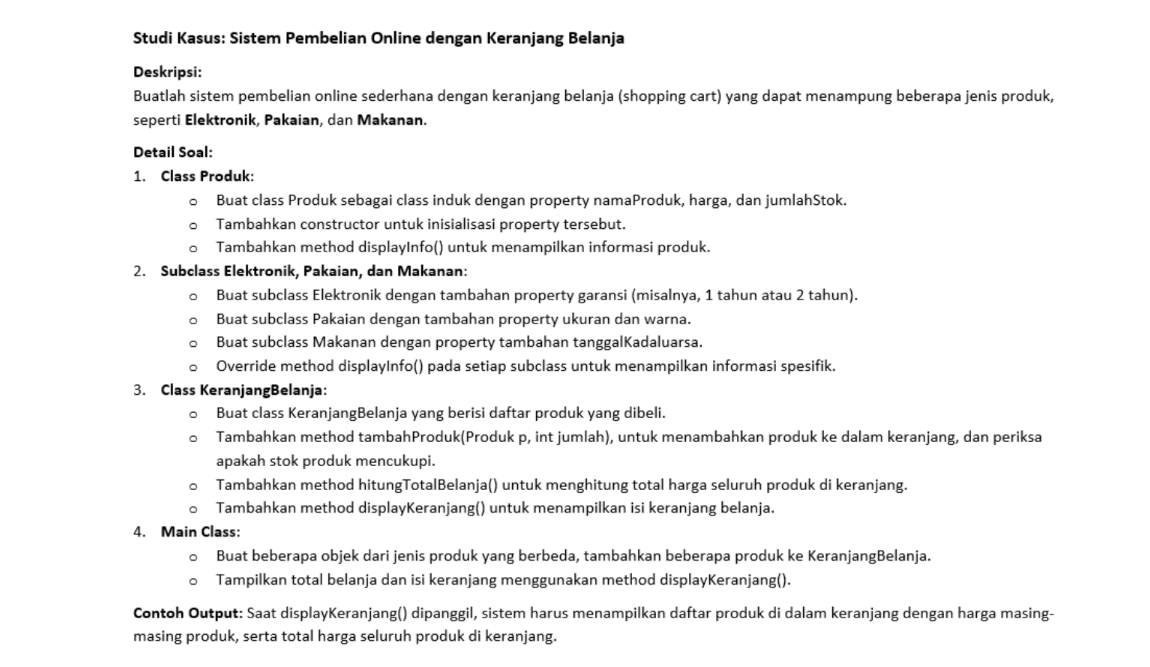 Studi Kasus: Sistem Pembelian Online dengan Keranjang Belanja
Deskripsi:
Buatlah sistem pembelian online sederhana dengan keranjang belanja (shopping cart) yang dapat menampung beberapa jenis produk,
seperti Elektronik, Pakaian, dan Makanan.
Detail Soal:
1. Class Produk:
o Buat class Produk sebagai class induk dengan property namaProduk, harga, dan jumlahStok.
o Tambahkan constructor untuk inisialisasi property tersebut.
o Tambahkan method displayInfo() untuk menampilkan informasi produk.
2. Subclass Elektronik, Pakaian, dan Makanan:
o Buat subclass Elektronik dengan tambahan property garansi (misalnya, 1 tahun atau 2 tahun).
o Buat subclass Pakaian dengan tambahan property ukuran dan warna.
o Buat subclass Makanan dengan property tambahan tanggalKadaluarsa.
o Override method displayInfo() pada setiap subclass untuk menampilkan informasi spesifik.
3. Class KeranjangBelanja:
o Buat class KeranjangBelanja yang berisi daftar produk yang dibeli.
o Tambahkan method tambahProduk(Produk p, int jumlah), untuk menambahkan produk ke dalam keranjang, dan periksa
apakah stok produk mencukupi.
o Tambahkan method hitungTotalBelanja() untuk menghitung total harga seluruh produk di keranjang.
o Tambahkan method displayKeranjang() untuk menampilkan isi keranjang belanja.
4. Main Class:
o Buat beberapa objek dari jenis produk yang berbeda, tambahkan beberapa produk ke KeranjangBelanja.
o Tampilkan total belanja dan isi keranjang menggunakan method displayKeranjang().
Contoh Output: Saat displayKeranjang() dipanggil, sistem harus menampilkan daftar produk di dalam keranjang dengan harga masing-
masing produk, serta total harga seluruh produk di keranjang.